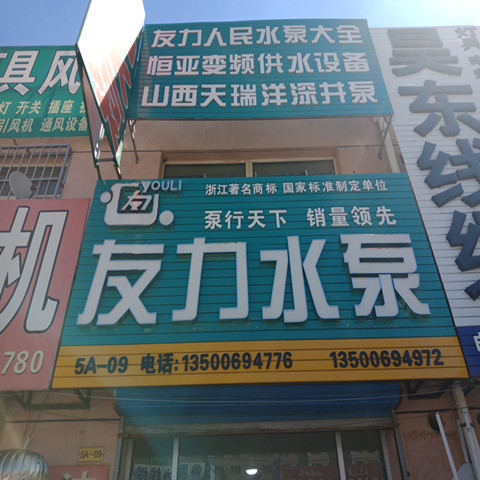 友力人民水泵大全
恒亚变频供水设备
山西天瑞洋深井泵
具风
灯 开关 插座
风机 通风设备
YOULI
友力
浙江著名商标 国家标准制定单位
泵行天下 销量领先
友力水泵
5A-09 电话:13500694776 13500694972
机
780
吴东线缆
5A-09